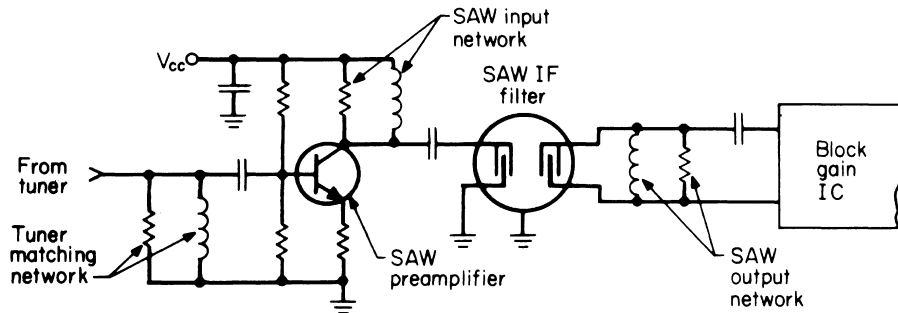 SAW input
network
Vcc
SAW IF
filter
From
tuner
Block
gain
IC
Tuner
matching
network
SAW
preamplifier
SAW
output
network